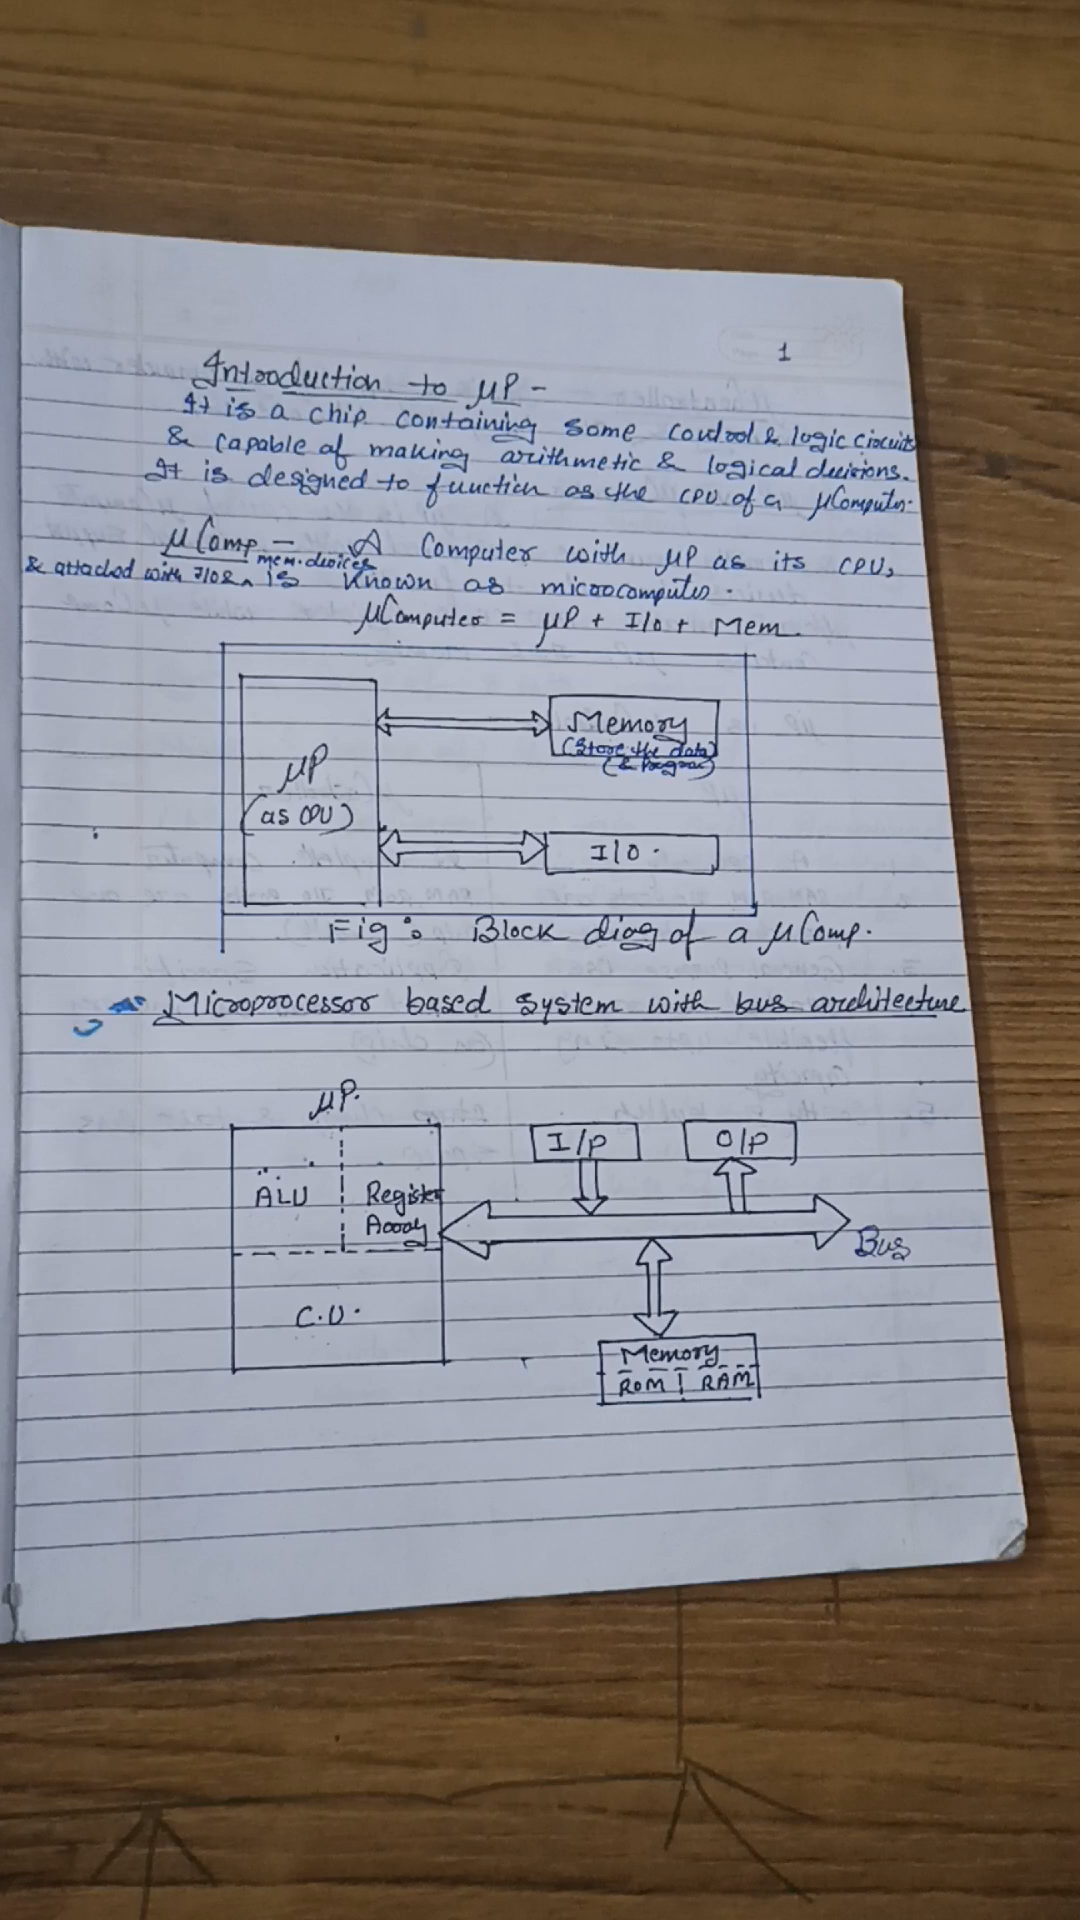 1
Introduction to μP -
It is a chip containing some control & logic circuits
& capable of making arithmetic & logical decisions.
It is designed to function as the CPU of a μComputer.
μComp - A Computer with μP as its CPU,
& attached with I/O & mem. devices is known as microcomputer.
μComputer = μP + I/O + Mem.
μP
(as CPU)
Memory
(Store the data)
(& Program)
I/O.
Fig: Block diag of a μComp.
Microprocessor based system with bus architecture
μP.
ALU
Register
Array
C.U.
I/P
O/P
Bus
Memory
ROM | RAM